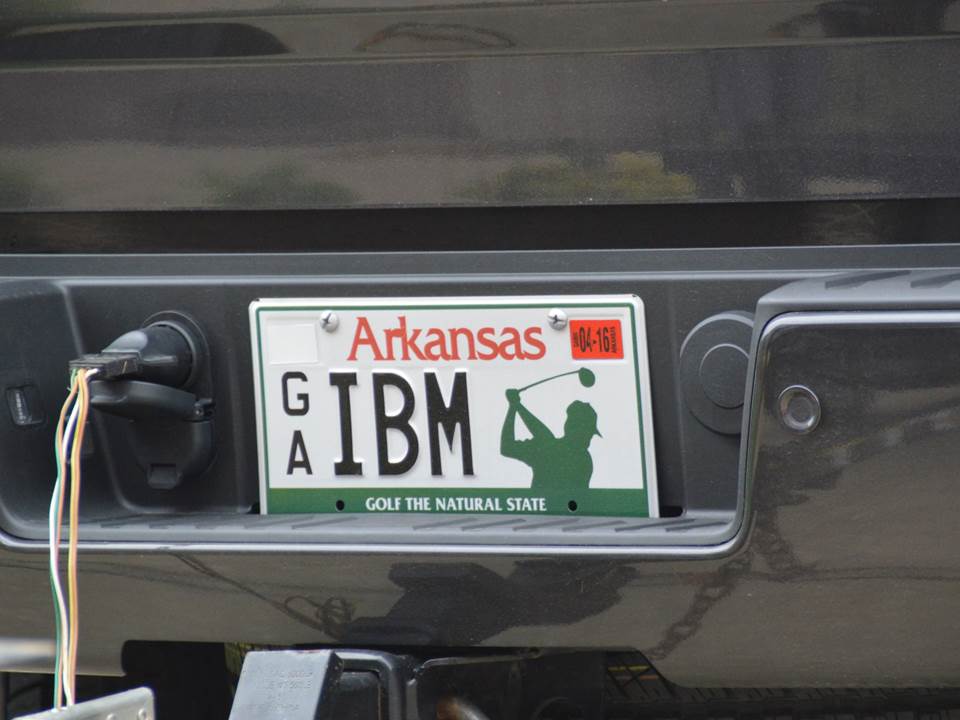 Arkansas
04-16
G
A
IBM
GOLF THE NATURAL STATE